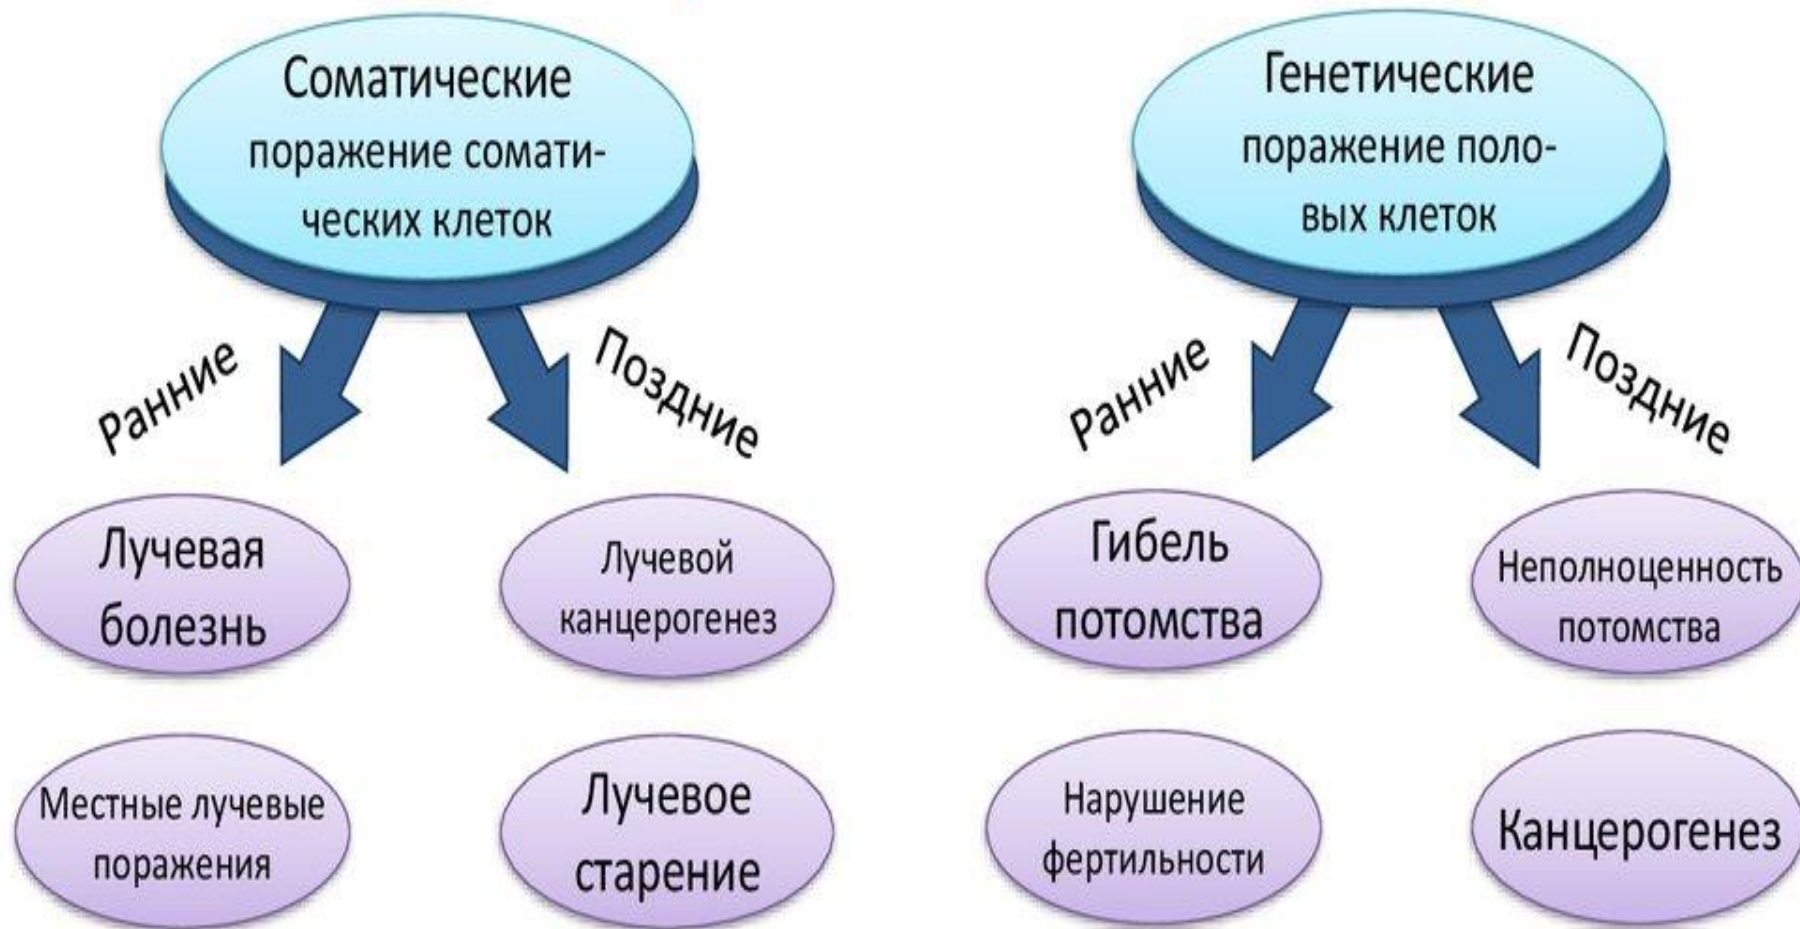 Соматические
поражение сомати-
ческих клеток
Ранние
Поздние
Лучевая
болезнь
Лучевой
канцерогенез
Местные лучевые
поражения
Лучевое
старение
Генетические
поражение поло-
вых клеток
Ранние
Поздние
Гибель
потомства
Неполноценность
потомства
Нарушение
фертильности
Канцерогенез